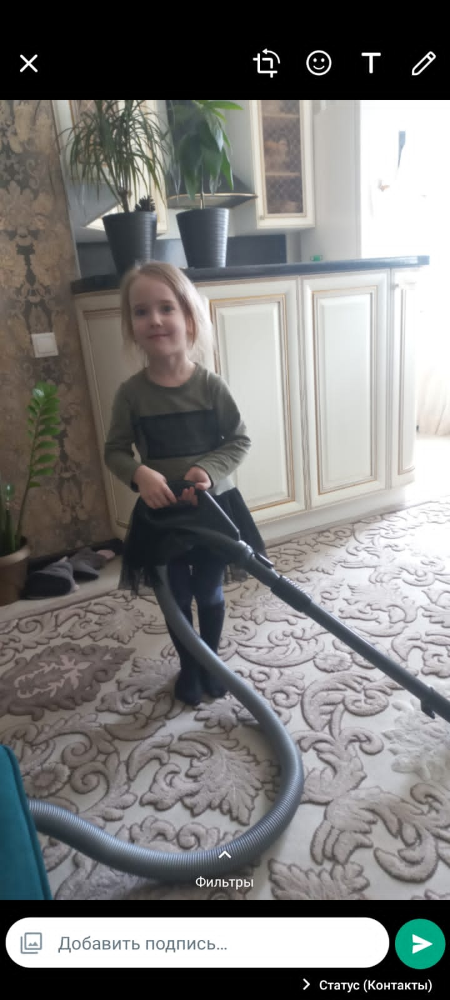 Фильтры
Добавить подпись...
Статус (Контакты)